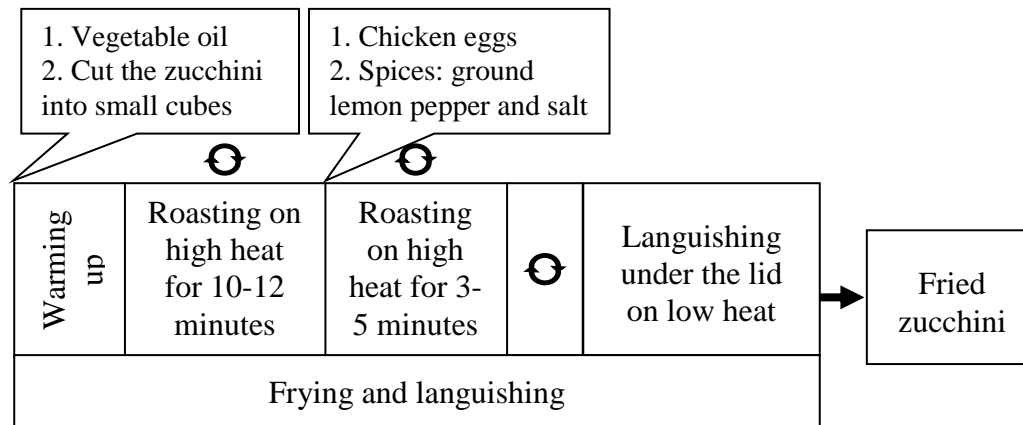 1. Vegetable oil
2. Cut the zucchini
into small cubes
1. Chicken eggs
2. Spices: ground
lemon pepper and salt
Warming
up
Roasting on
high heat
for 10-12
minutes
Roasting
on high
heat for 3-
5 minutes
Languishing
under the lid
on low heat
Fried
zucchini
Frying and languishing